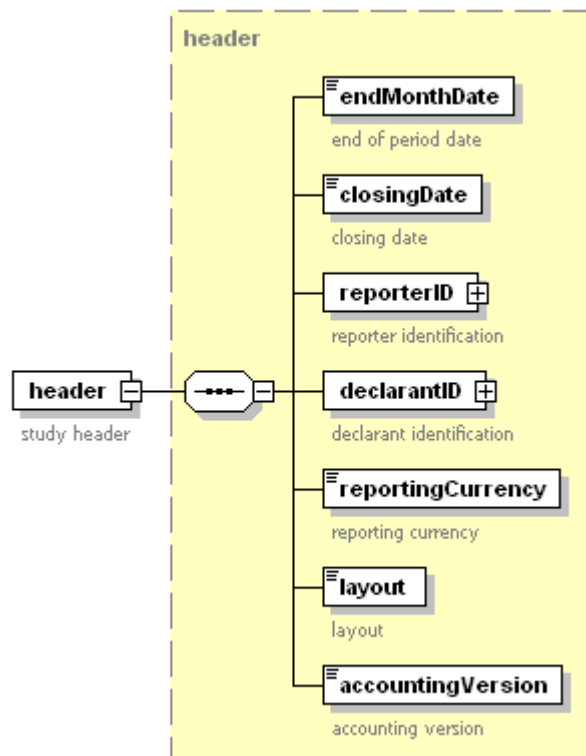 header
endMonthDate
end of period date
closingDate
closing date
reporterID
reporter identification
header
study header
declarantID
declarant identification
reportingCurrency
reporting currency
layout
layout
accountingVersion
accounting version